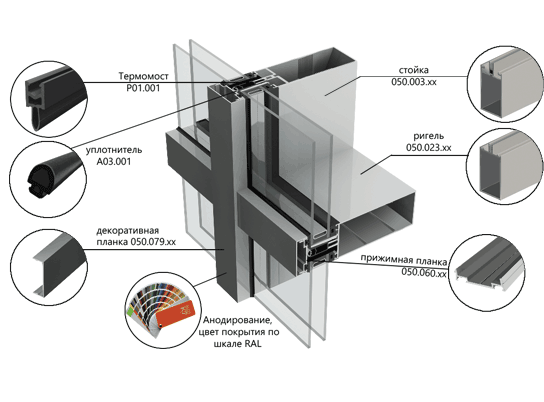 Термомост
P01.001
уплотнитель
A03.001
декоративная
планка 050.079.xx
Анодирование,
цвет покрытия по
шкале RAL
стойка
050.003.xx
ригель
050.023.xx
прижимная планка
050.060.xx